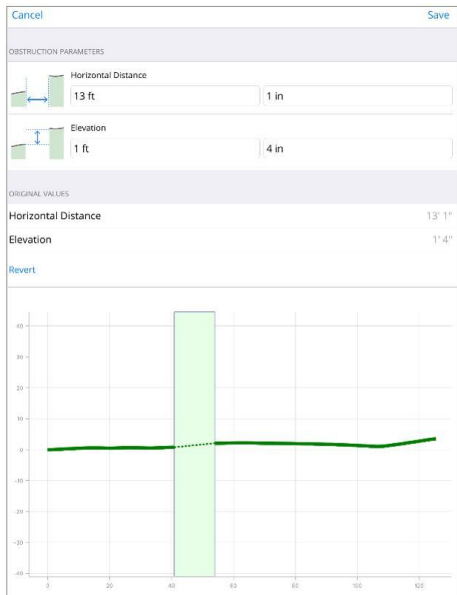 Cancel Save
OBSTRUCTION PARAMETERS
Horizontal Distance
13 ft 1 in
Elevation
1 ft 4 in
ORIGINAL VALUES
Horizontal Distance 13' 1"
Elevation 1' 4"
Revert
40
30
20
10
0
-10
-20
-30
-40
0 20 40 60 80 100 120